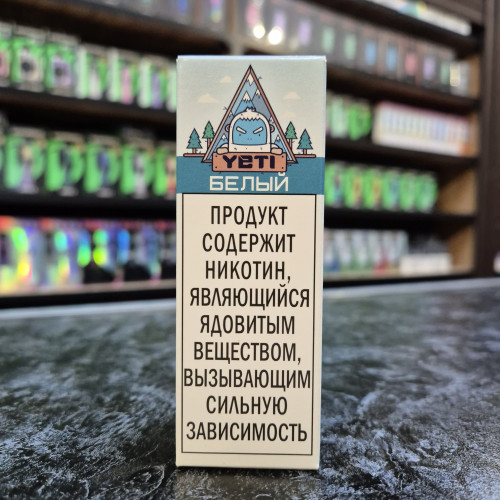 YETI
БЕЛЫЙ
ПРОДУКТ
СОДЕРЖИТ
НИКОТИН,
ЯВЛЯЮЩИЙСЯ
ЯДОВИТЫМ
ВЕЩЕСТВОМ,
ВЫЗЫВАЮЩИМ
СИЛЬНУЮ
ЗАВИСИМОСТЬ